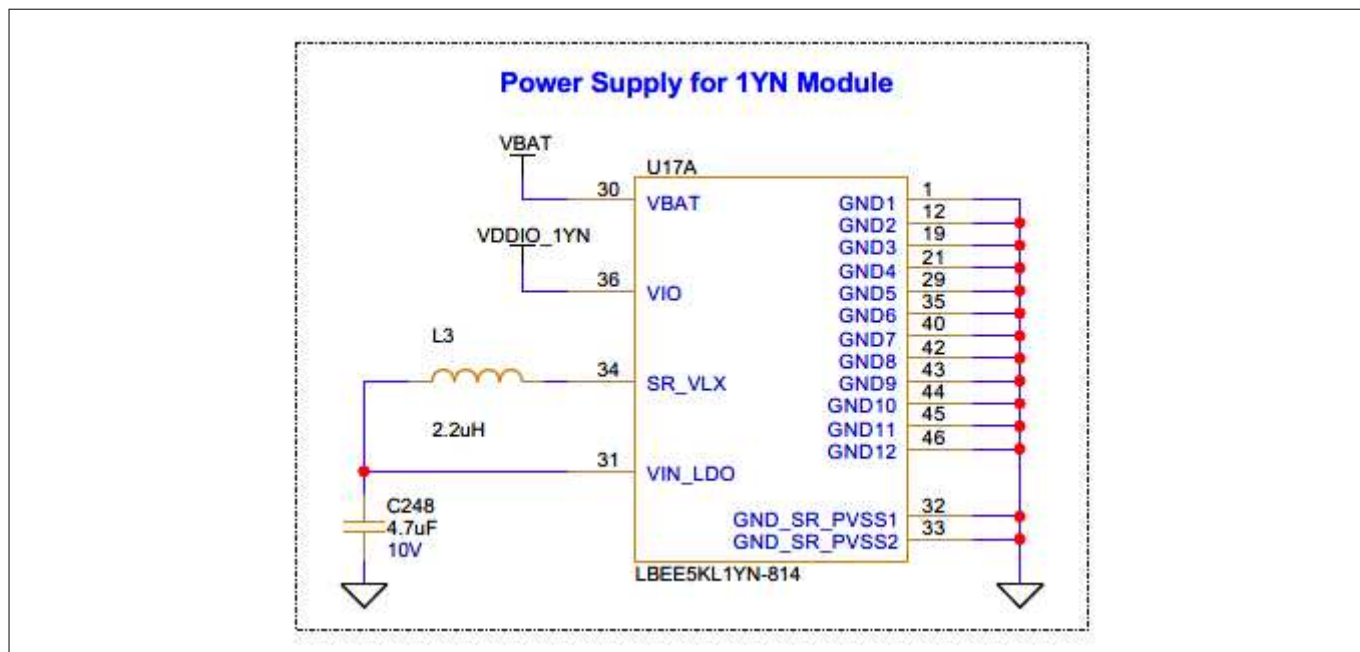 Power Supply for 1YN Module
VBAT
U17A
30 VBAT
VDDIO_1YN
36 VIO
L3
34 SR_VLX
2.2uH
31 VIN_LDO
C248
4.7uF
10V
GND1 1
GND2 12
GND3 19
GND4 21
GND5 29
GND6 35
GND7 40
GND8 42
GND9 43
GND10 44
GND11 45
GND12 46
GND_SR_PVSS1 32
GND_SR_PVSS2 33
LBEE5KL1YN-814